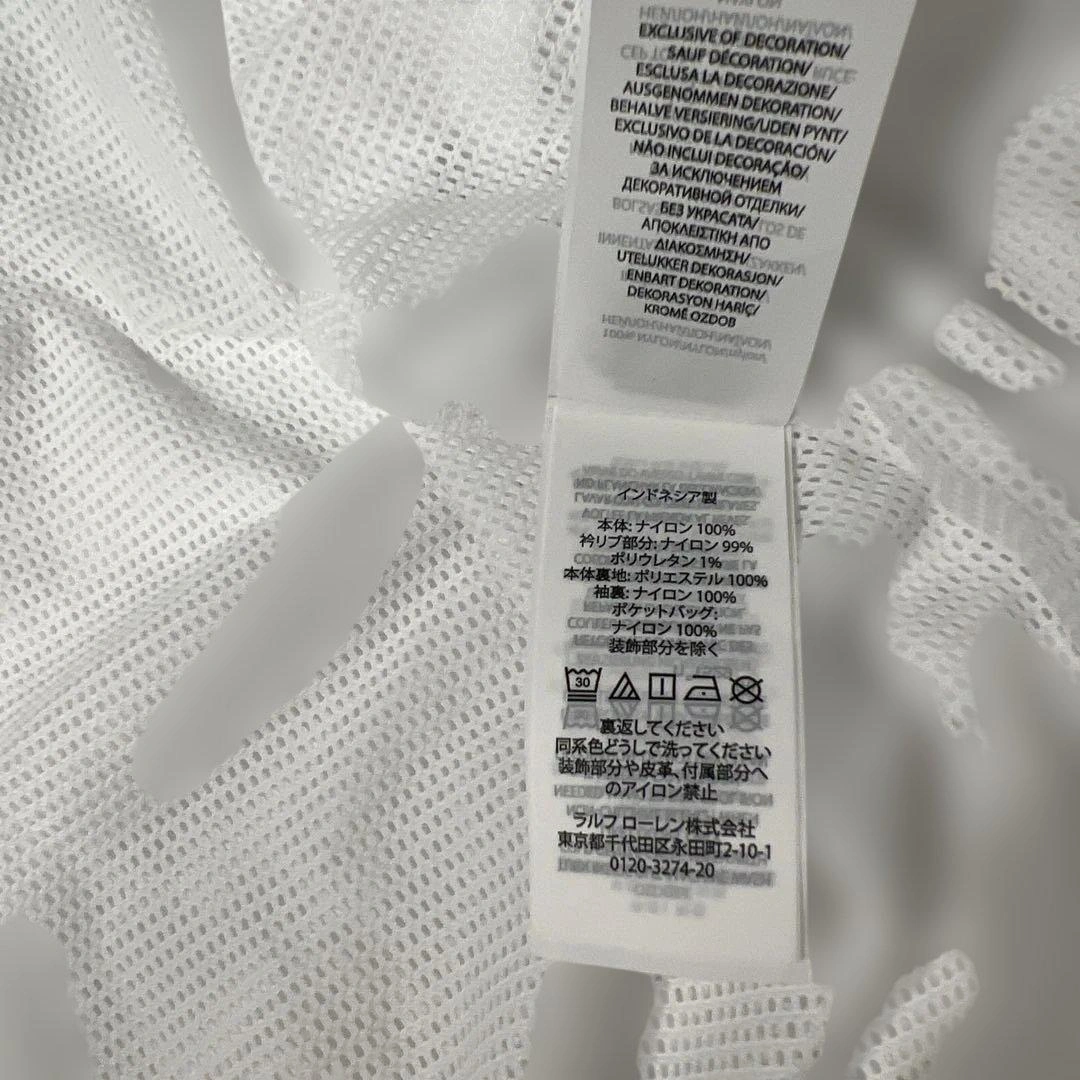 EXCLUSIVE OF DECORATION/
SAUF DÉCORATION/
ESCLUSA LA DECORAZIONE/
AUSGENOMMEN DEKORATION/
BEHALVE VERSIERING/UDEN PYNT/
EXCLUSIVO DE LA DECORACIÓN/
NÃO INCLUI DECORAÇÃO/
ЗА ИСКЛЮЧЕНИЕМ
ДЕКОРАТИВНОЙ ОТДЕЛКИ/
БЕЗ УКРАСАТА/
ΑΠΟΚΛΕΙΣΤΙΚΗ ΑΠΟ
ΔΙΑΚΟΣΜΗΣΗ/
UTELUKKER DEKORASJON/
ENBART DEKORATION/
DEKORASYON HARİÇ/
KROMĚ OZDOB
インドネシア製
本体: ナイロン 100%
衿リブ部分: ナイロン 99%
ポリウレタン 1%
本体裏地: ポリエステル 100%
袖裏: ナイロン 100%
ポケットバッグ:
ナイロン 100%
装飾部分を除く
30
裏返してください
同系色どうしで洗ってください
装飾部分や皮革、付属部分へ
のアイロン禁止
ラルフ ローレン株式会社
東京都千代田区永田町2-10-1
0120-3274-20